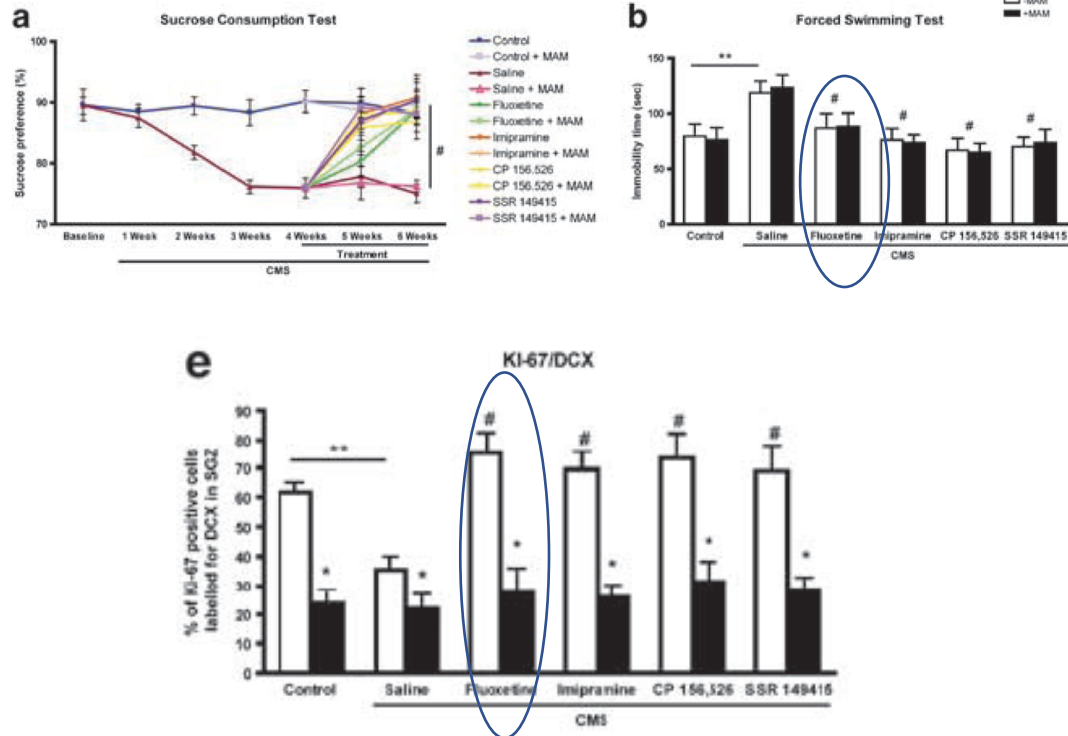 a
Sucrose Consumption Test
Sucrose preference (%)
100
90
80
70
Baseline 1 Week 2 Weeks 3 Weeks 4 Weeks 5 Weeks 6 Weeks
Treatment
CMS
#
Control
Control + MAM
Saline
Saline + MAM
Fluoxetine
Fluoxetine + MAM
Imipramine
Imipramine + MAM
CP 156.526
CP 156.526 + MAM
SSR 149415
SSR 149415 + MAM
b
Forced Swimming Test
-MAM
+MAM
Immobility time (sec)
150
100
50
0
**
# # # #
Control Saline Fluoxetine Imipramine CP 156,526 SSR 149415
CMS
e
KI-67/DCX
% of Ki-67 positive cells
labelled for DCX in SGZ
90
80
70
60
50
40
30
20
10
0
**
# # # #
* * * * * *
Control Saline Fluoxetine Imipramine CP 156,526 SSR 149415
CMS